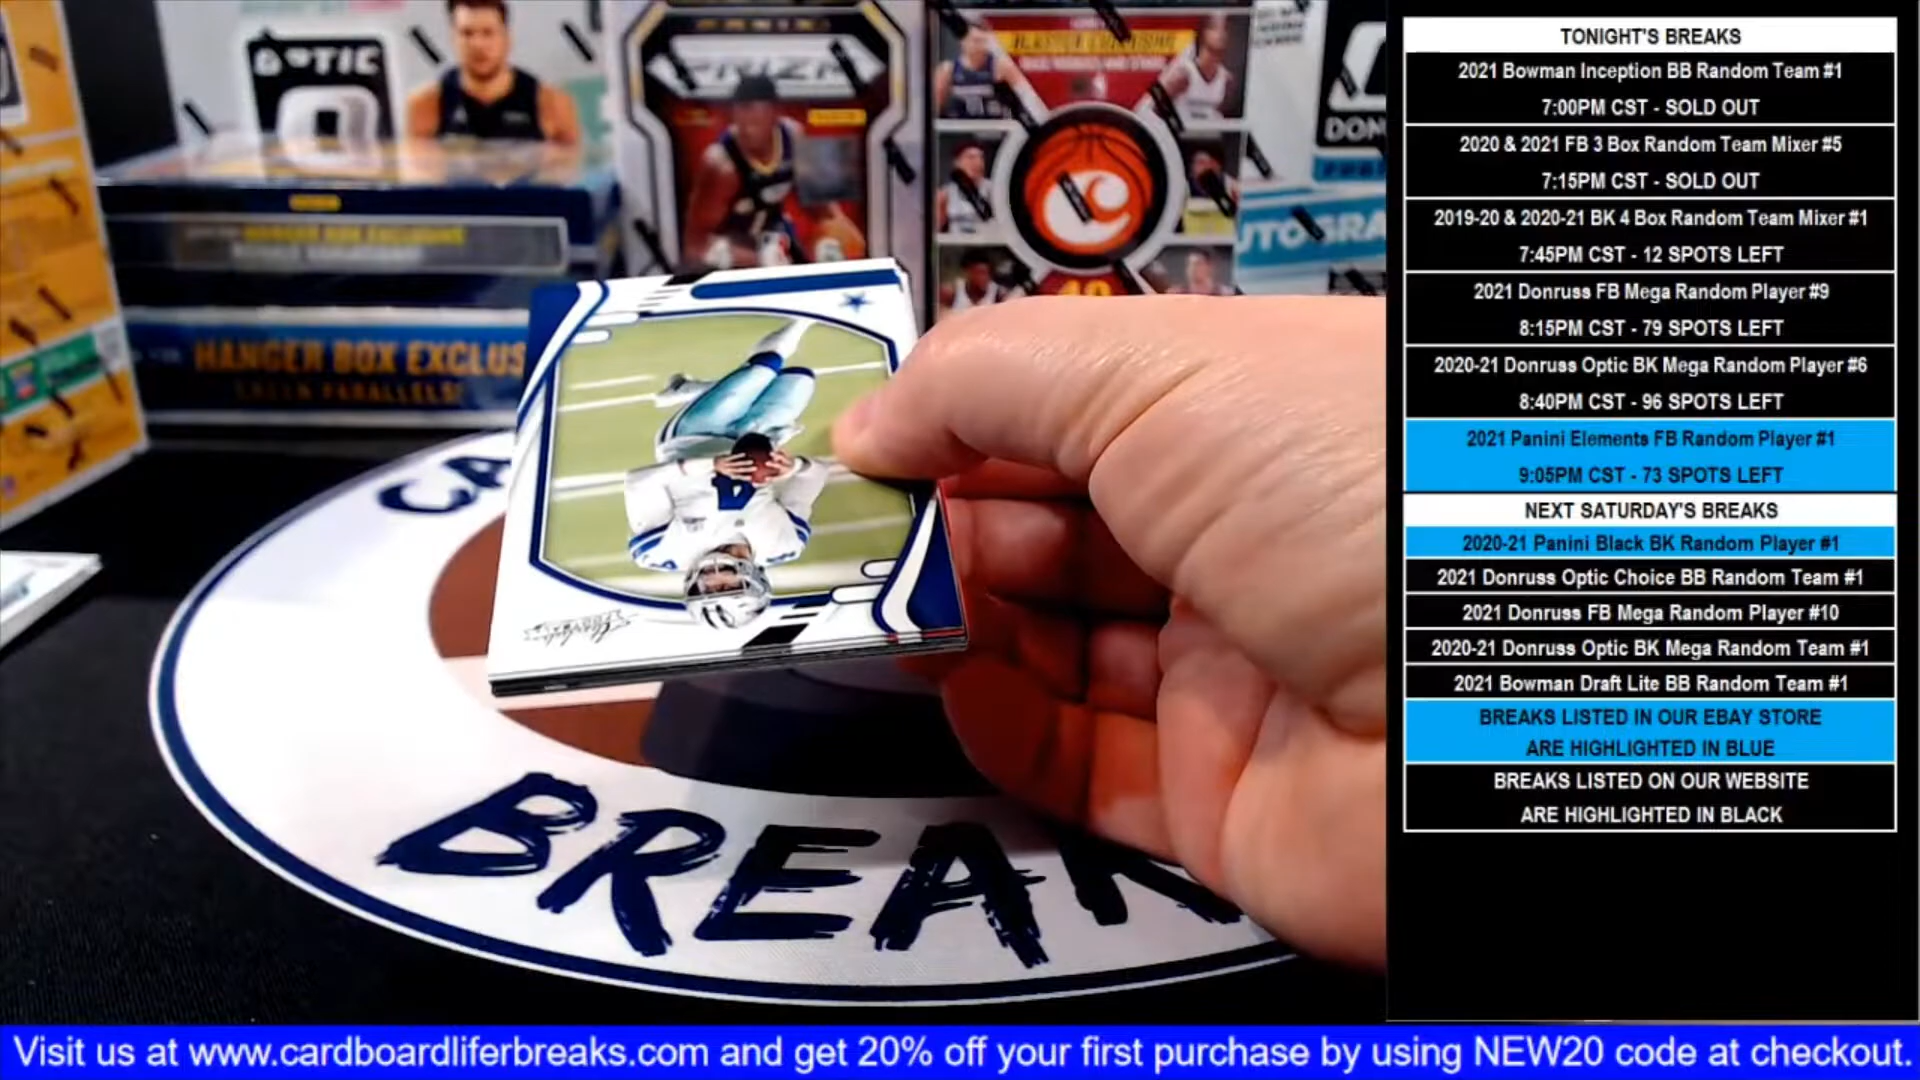 OPTIC
PRIZM
DON
AUTOGRA
HANGER BOX EXCLUS
GREEN PARALLELS!
CA
BREAK
4
TONIGHT'S BREAKS
2021 Bowman Inception BB Random Team #1
7:00PM CST - SOLD OUT
2020 & 2021 FB 3 Box Random Team Mixer #5
7:15PM CST - SOLD OUT
2019-20 & 2020-21 BK 4 Box Random Team Mixer #1
7:45PM CST - 12 SPOTS LEFT
2021 Donruss FB Mega Random Player #9
8:15PM CST - 79 SPOTS LEFT
2020-21 Donruss Optic BK Mega Random Player #6
8:40PM CST - 96 SPOTS LEFT
2021 Panini Elements FB Random Player #1
9:05PM CST - 73 SPOTS LEFT
NEXT SATURDAY'S BREAKS
2020-21 Panini Black BK Random Player #1
2021 Donruss Optic Choice BB Random Team #1
2021 Donruss FB Mega Random Player #10
2020-21 Donruss Optic BK Mega Random Team #1
2021 Bowman Draft Lite BB Random Team #1
BREAKS LISTED IN OUR EBAY STORE
ARE HIGHLIGHTED IN BLUE
BREAKS LISTED ON OUR WEBSITE
ARE HIGHLIGHTED IN BLACK
Visit us at www.cardboardliferbreaks.com and get 20% off your first purchase by using NEW20 code at checkout.